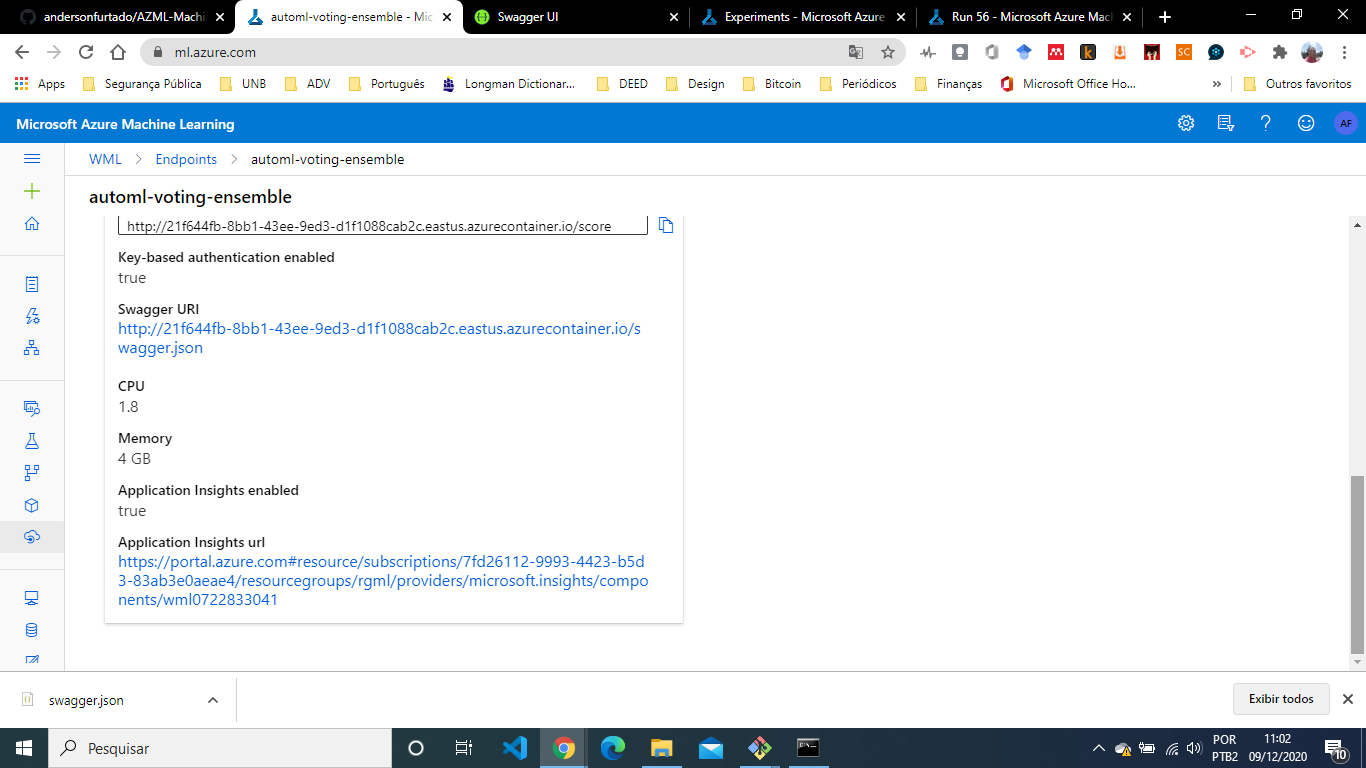 andersonfurtado/AZML-Machi
automl-voting-ensemble - Mic
Swagger UI
Experiments - Microsoft Azure
Run 56 - Microsoft Azure Mac
ml.azure.com
Apps
Segurança Pública
UNB
ADV
Português
Longman Dictionar...
DEED
Design
Bitcoin
Periódicos
Finanças
Microsoft Office Ho...
»
Outros favoritos
Microsoft Azure Machine Learning
AF
WML
Endpoints
automl-voting-ensemble
automl-voting-ensemble
http://21f644fb-8bb1-43ee-9ed3-d1f1088cab2c.eastus.azurecontainer.io/score
Key-based authentication enabled
true
Swagger URI
http://21f644fb-8bb1-43ee-9ed3-d1f1088cab2c.eastus.azurecontainer.io/s
wagger.json
CPU
1.8
Memory
4 GB
Application Insights enabled
true
Application Insights url
https://portal.azure.com#resource/subscriptions/7fd26112-9993-4423-b5d
3-83ab3e0aeae4/resourcegroups/rgml/providers/microsoft.insights/compo
nents/wml0722833041
swagger.json
Exibir todos
Pesquisar
POR
PTB2
11:02
09/12/2020
10